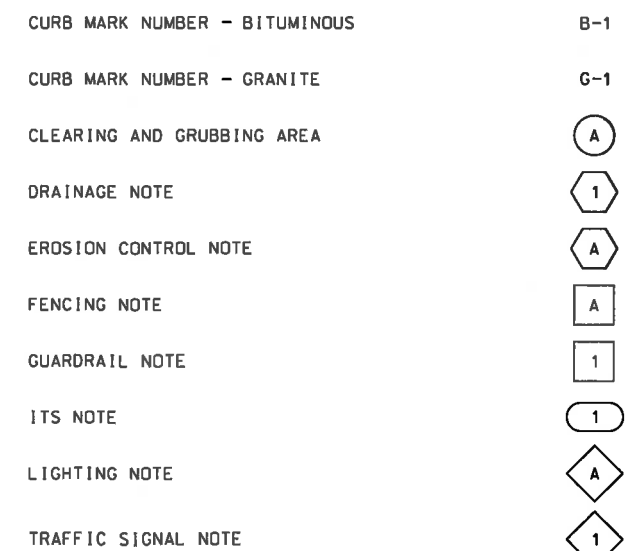 CURB MARK NUMBER - BITUMINOUS B-1
CURB MARK NUMBER - GRANITE G-1
CLEARING AND GRUBBING AREA A
DRAINAGE NOTE 1
EROSION CONTROL NOTE A
FENCING NOTE A
GUARDRAIL NOTE 1
ITS NOTE 1
LIGHTING NOTE A
TRAFFIC SIGNAL NOTE 1